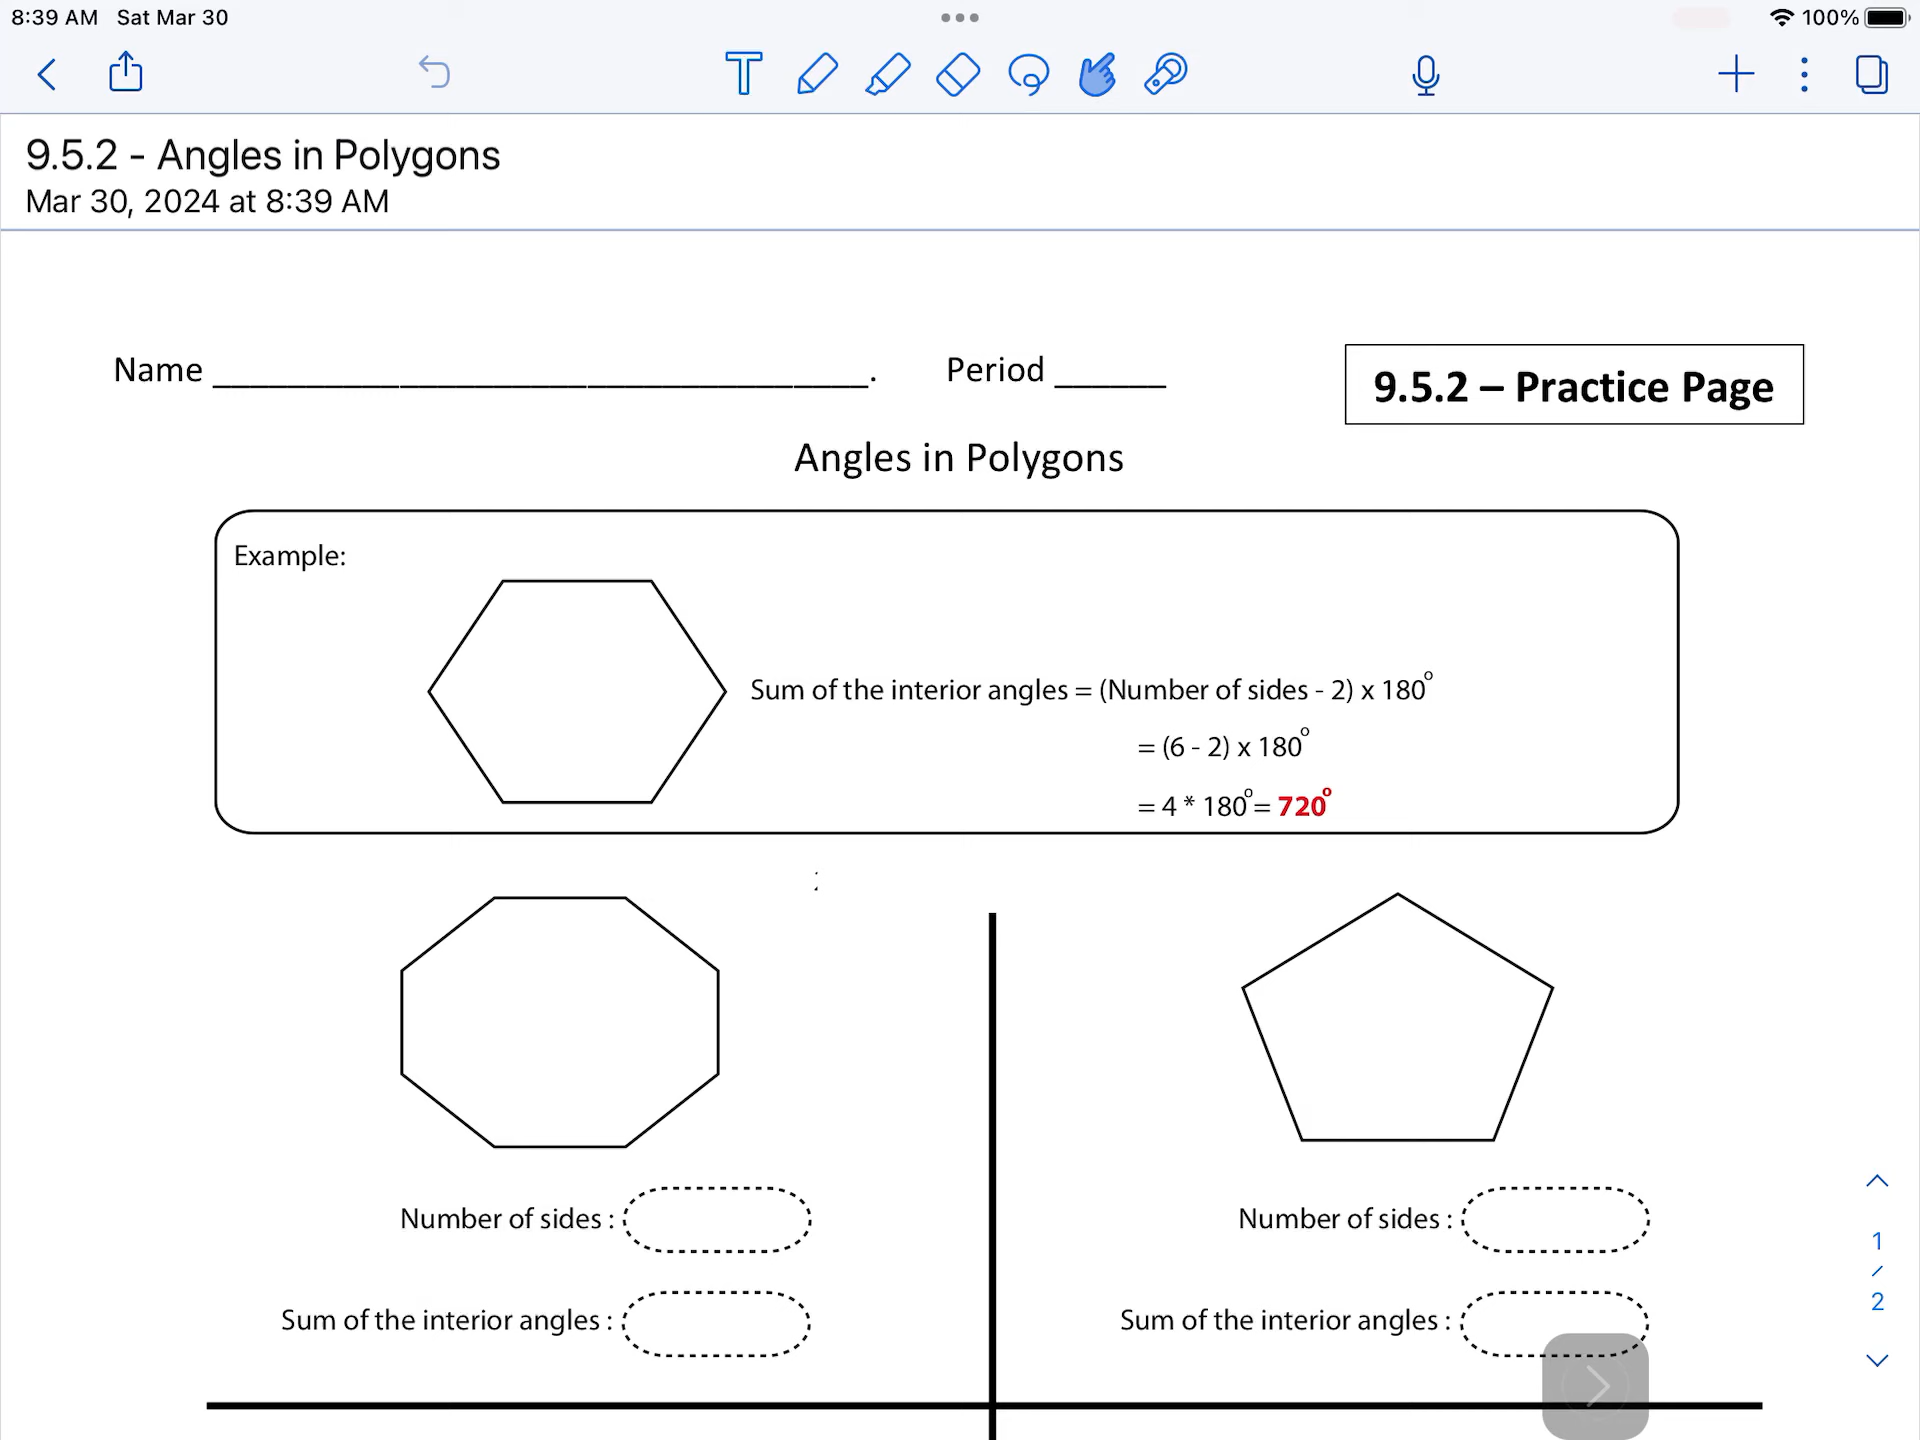 8:39 AM Sat Mar 30
100%
9.5.2 - Angles in Polygons
Mar 30, 2024 at 8:39 AM
Name ___________________________________. Period ______
9.5.2 – Practice Page
Angles in Polygons
Example:
Sum of the interior angles = (Number of sides - 2) x 180°
= (6 - 2) x 180°
= 4 * 180° = 720°
Number of sides :
Number of sides :
Sum of the interior angles :
Sum of the interior angles :
1
/
2